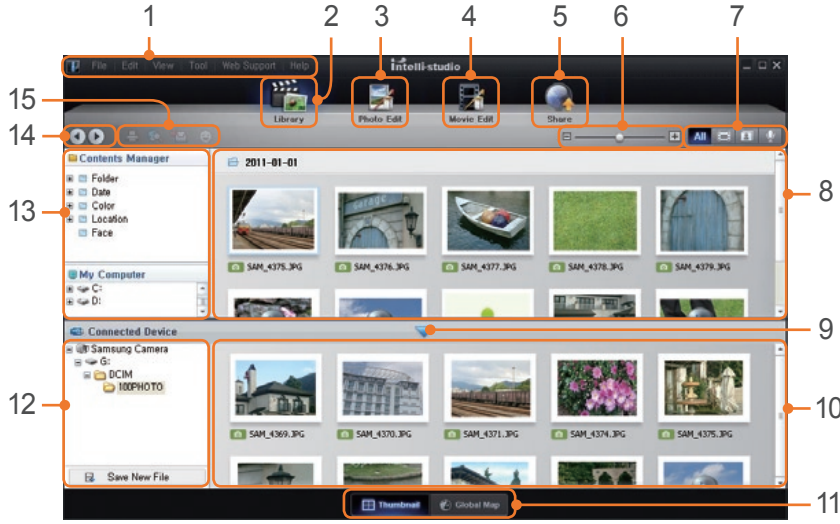 1 2 3 4 5 6 7
File Edit View Tool Web Support Help
intelli-studio
15
Library Photo Edit Movie Edit Share
14
All
Contents Manager
2011-01-01
Folder
Date
Color
Location
Face
13
8
SAM_4375.JPG SAM_4376.JPG SAM_4377.JPG SAM_4378.JPG SAM_4379.JPG
My Computer
C:
D:
Connected Device
9
Samsung Camera
G:
DCIM
100PHOTO
12
10
SAM_4369.JPG SAM_4370.JPG SAM_4371.JPG SAM_4374.JPG SAM_4375.JPG
Save New File
Thumbnail Global Map
11